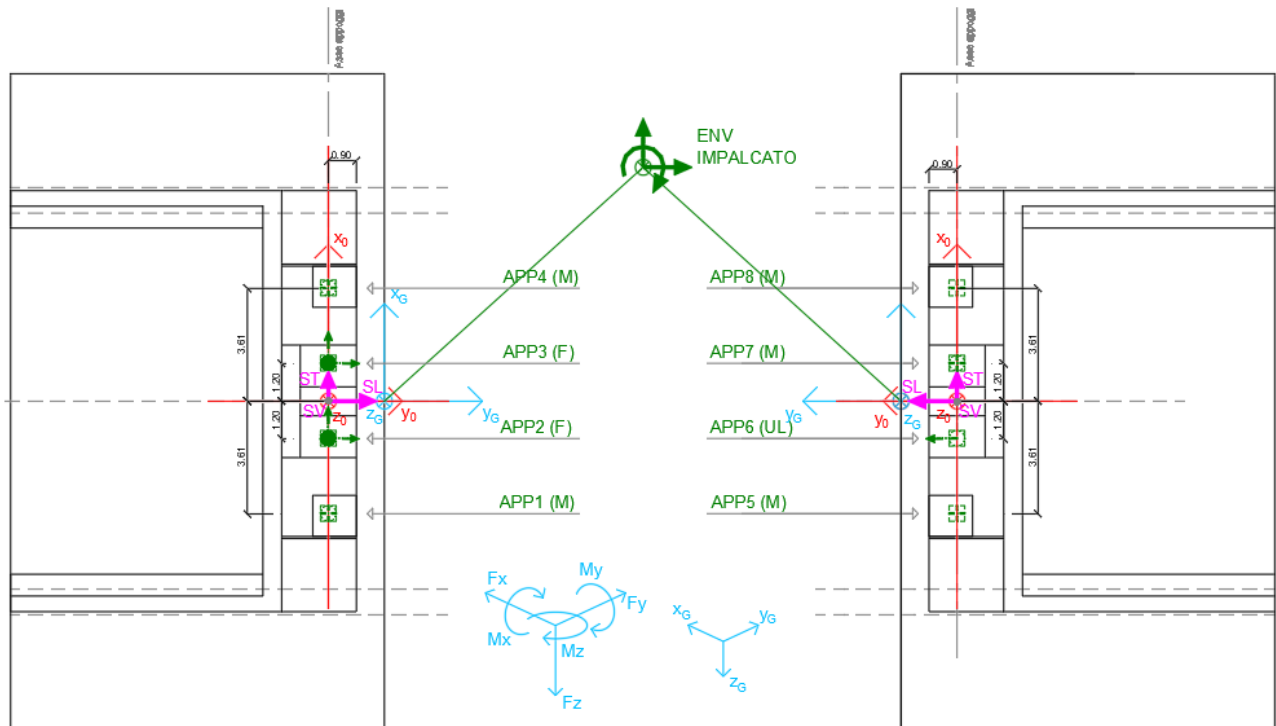 Asse appoggi
Asse appoggi
ENV
IMPALCATO
0.90
0.90
x0
x0
APP4 (M)
APP8 (M)
xG
3.61
3.61
APP3 (F)
APP7 (M)
1.20
1.20
ST
SL
SL
ST
SV
z0
zG
y0
yG
yG
y0
zG
z0
SV
1.20
1.20
APP2 (F)
APP6 (UL)
3.61
3.61
APP1 (M)
APP5 (M)
Fx
My
Fy
Mx
Mz
Fz
xG
yG
zG